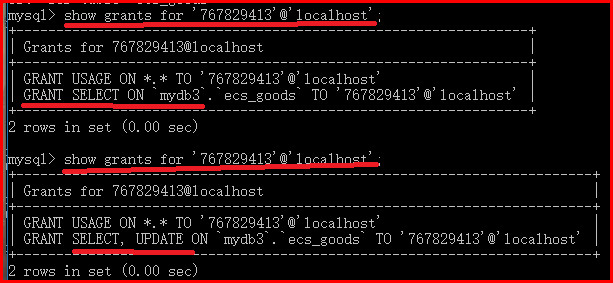 mysql> show grants for '767829413'@'localhost';
+---------------------------------------------------------------------+
| Grants for 767829413@localhost |
+---------------------------------------------------------------------+
| GRANT USAGE ON *.* TO '767829413'@'localhost' |
| GRANT SELECT ON `mydb3`.`ecs_goods` TO '767829413'@'localhost' |
+---------------------------------------------------------------------+
2 rows in set (0.00 sec)
mysql> show grants for '767829413'@'localhost';
+-----------------------------------------------------------------------------+
| Grants for 767829413@localhost |
+-----------------------------------------------------------------------------+
| GRANT USAGE ON *.* TO '767829413'@'localhost' |
| GRANT SELECT, UPDATE ON `mydb3`.`ecs_goods` TO '767829413'@'localhost' |
+-----------------------------------------------------------------------------+
2 rows in set (0.00 sec)